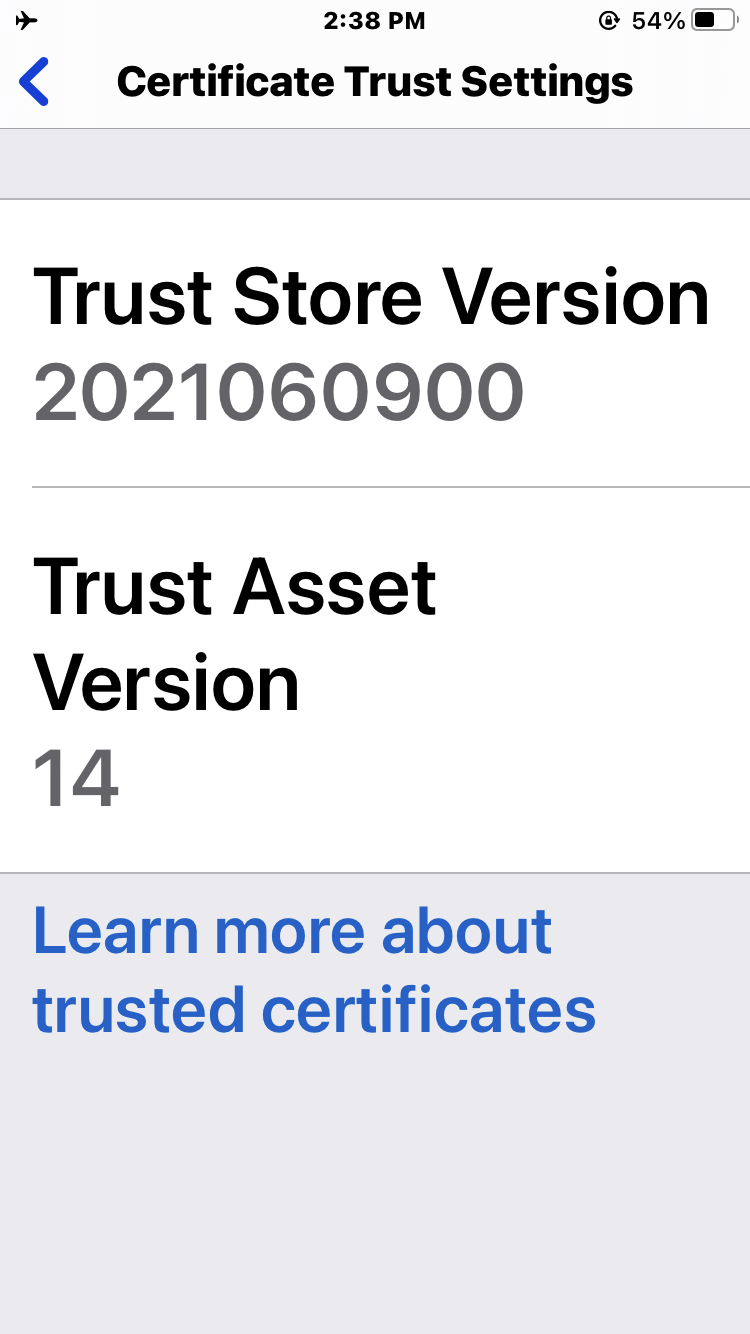 2:38 PM
54%
Certificate Trust Settings
Trust Store Version
2021060900
Trust Asset
Version
14
Learn more about
trusted certificates